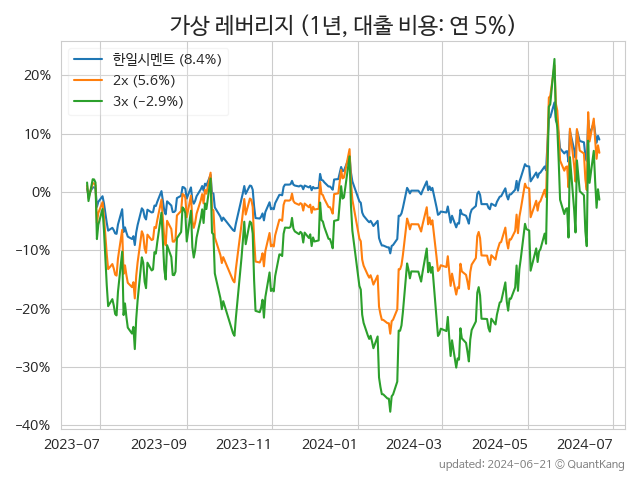 가상 레버리지 (1년, 대출 비용: 연 5%)
한일시멘트 (8.4%)
2x (5.6%)
3x (−2.9%)
20%
10%
0%
−10%
−20%
−30%
−40%
2023-07
2023-09
2023-11
2024-01
2024-03
2024-05
2024-07
updated: 2024-06-21 © QuantKang